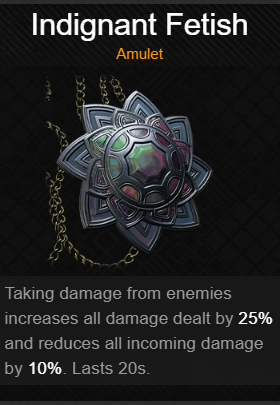 Indignant Fetish
Amulet
Taking damage from enemies
increases all damage dealt by 25%
and reduces all incoming damage
by 10%. Lasts 20s.